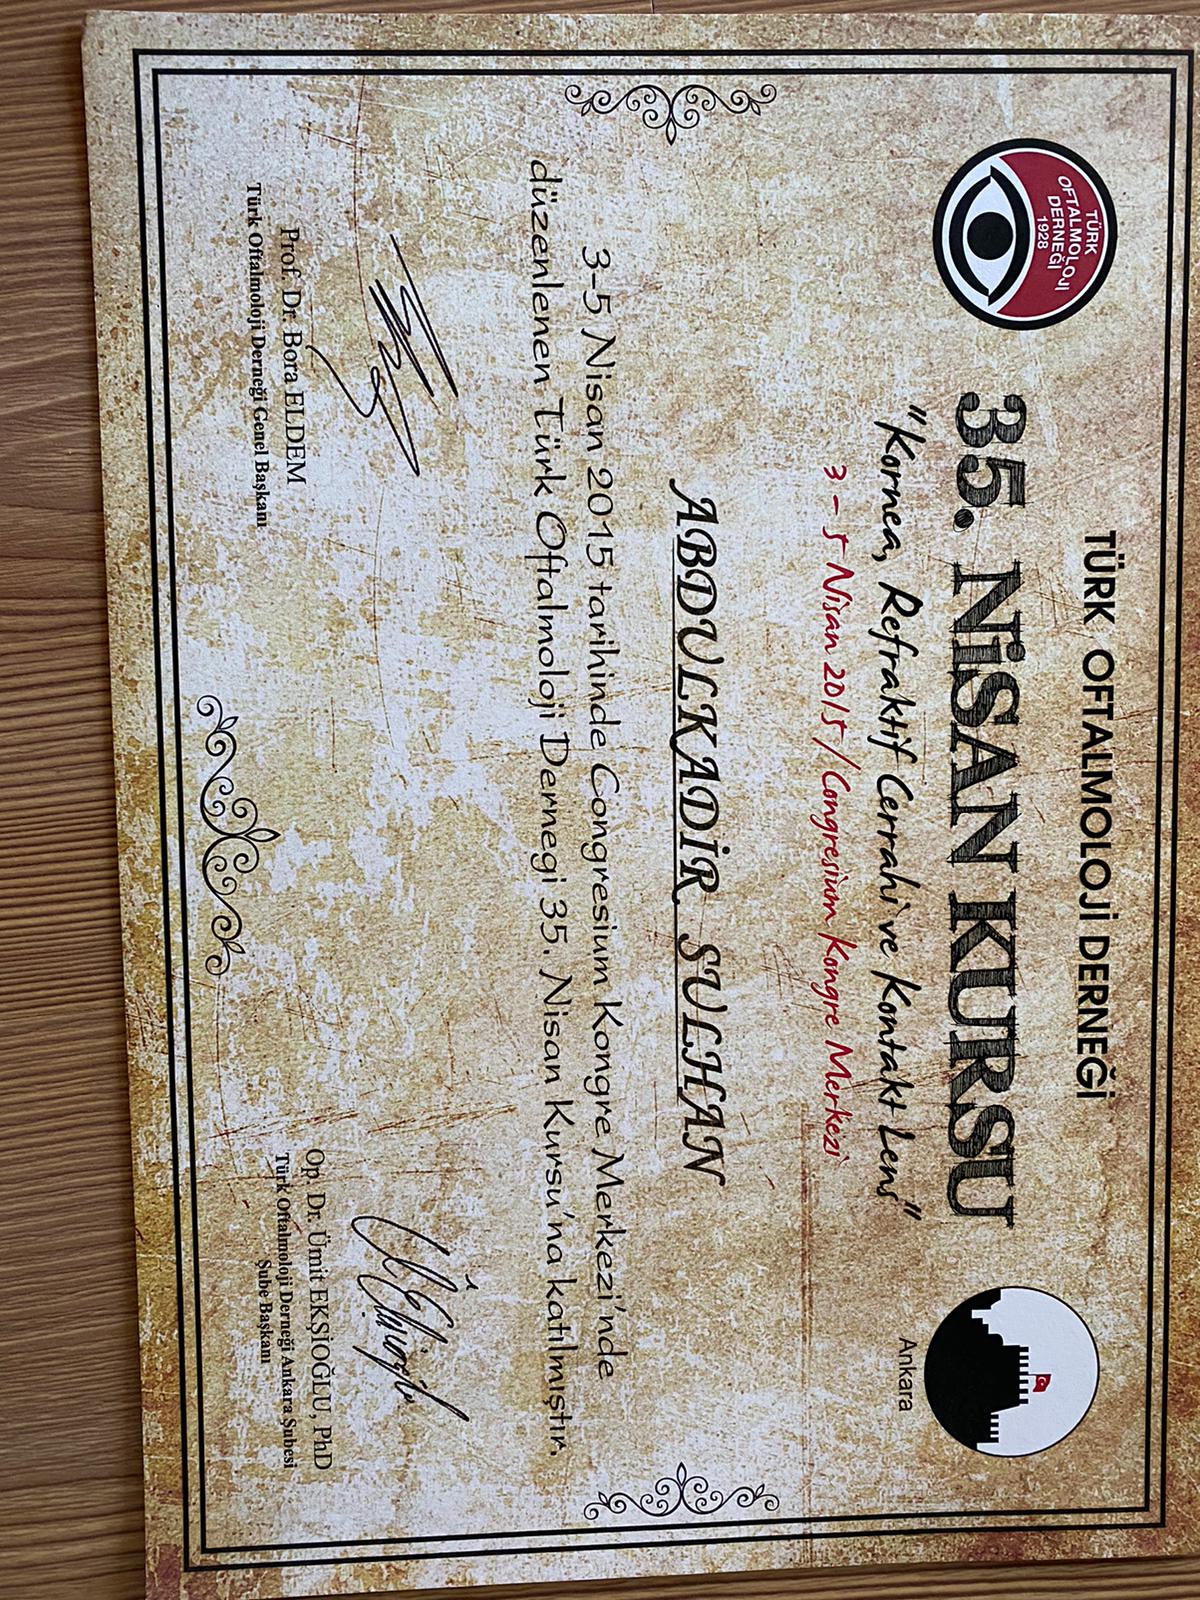 TÜRK OFTALMOLOJİ DERNEĞİ
TÜRK
OFTALMOLOJİ
DERNEĞİ
1928
35. NİSAN KURSU
"Kornea, Refraktif Cerrahi ve Kontakt Lens"
3 - 5 Nisan 2015 / Congresium Kongre Merkezi
Ankara
ABDULKADİR SULHAN
3-5 Nisan 2015 tarihinde Congresium Kongre Merkezi'nde
düzenlenen Türk Oftalmoloji Dernegi 35. Nisan Kursu'na katılmıştır.
Prof. Dr. Bora ELDEM
Türk Oftalmoloji Derneği Genel Başkanı
Op. Dr. Ümit EKŞİOĞLU, PhD
Türk Oftalmoloji Derneği Ankara Şubesi
Şube Başkanı